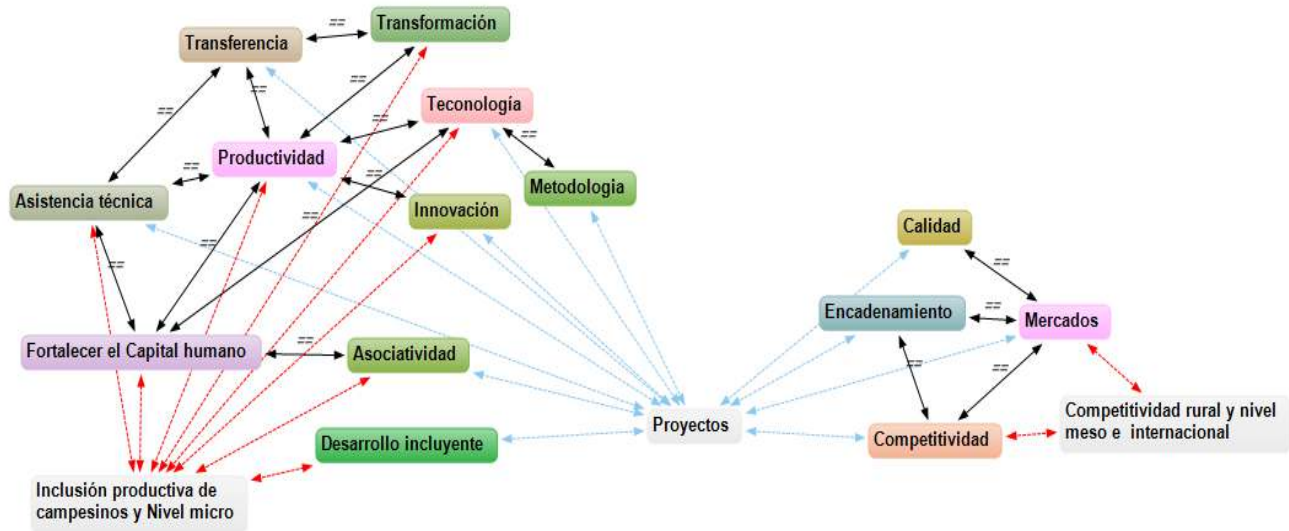 ==
Transformación
Transferencia
==
==
==
Teconología
==
==
Productividad
==
Metodologia
Asistencia técnica
==
Innovación
==
==
==
Calidad
==
Encadenamiento
==
Mercados
Fortalecer el Capital humano
==
Asociatividad
==
==
Proyectos
Competitividad
Competitividad rural y nivel
meso e internacional
Desarrollo incluyente
Inclusión productiva de
campesinos y Nivel micro